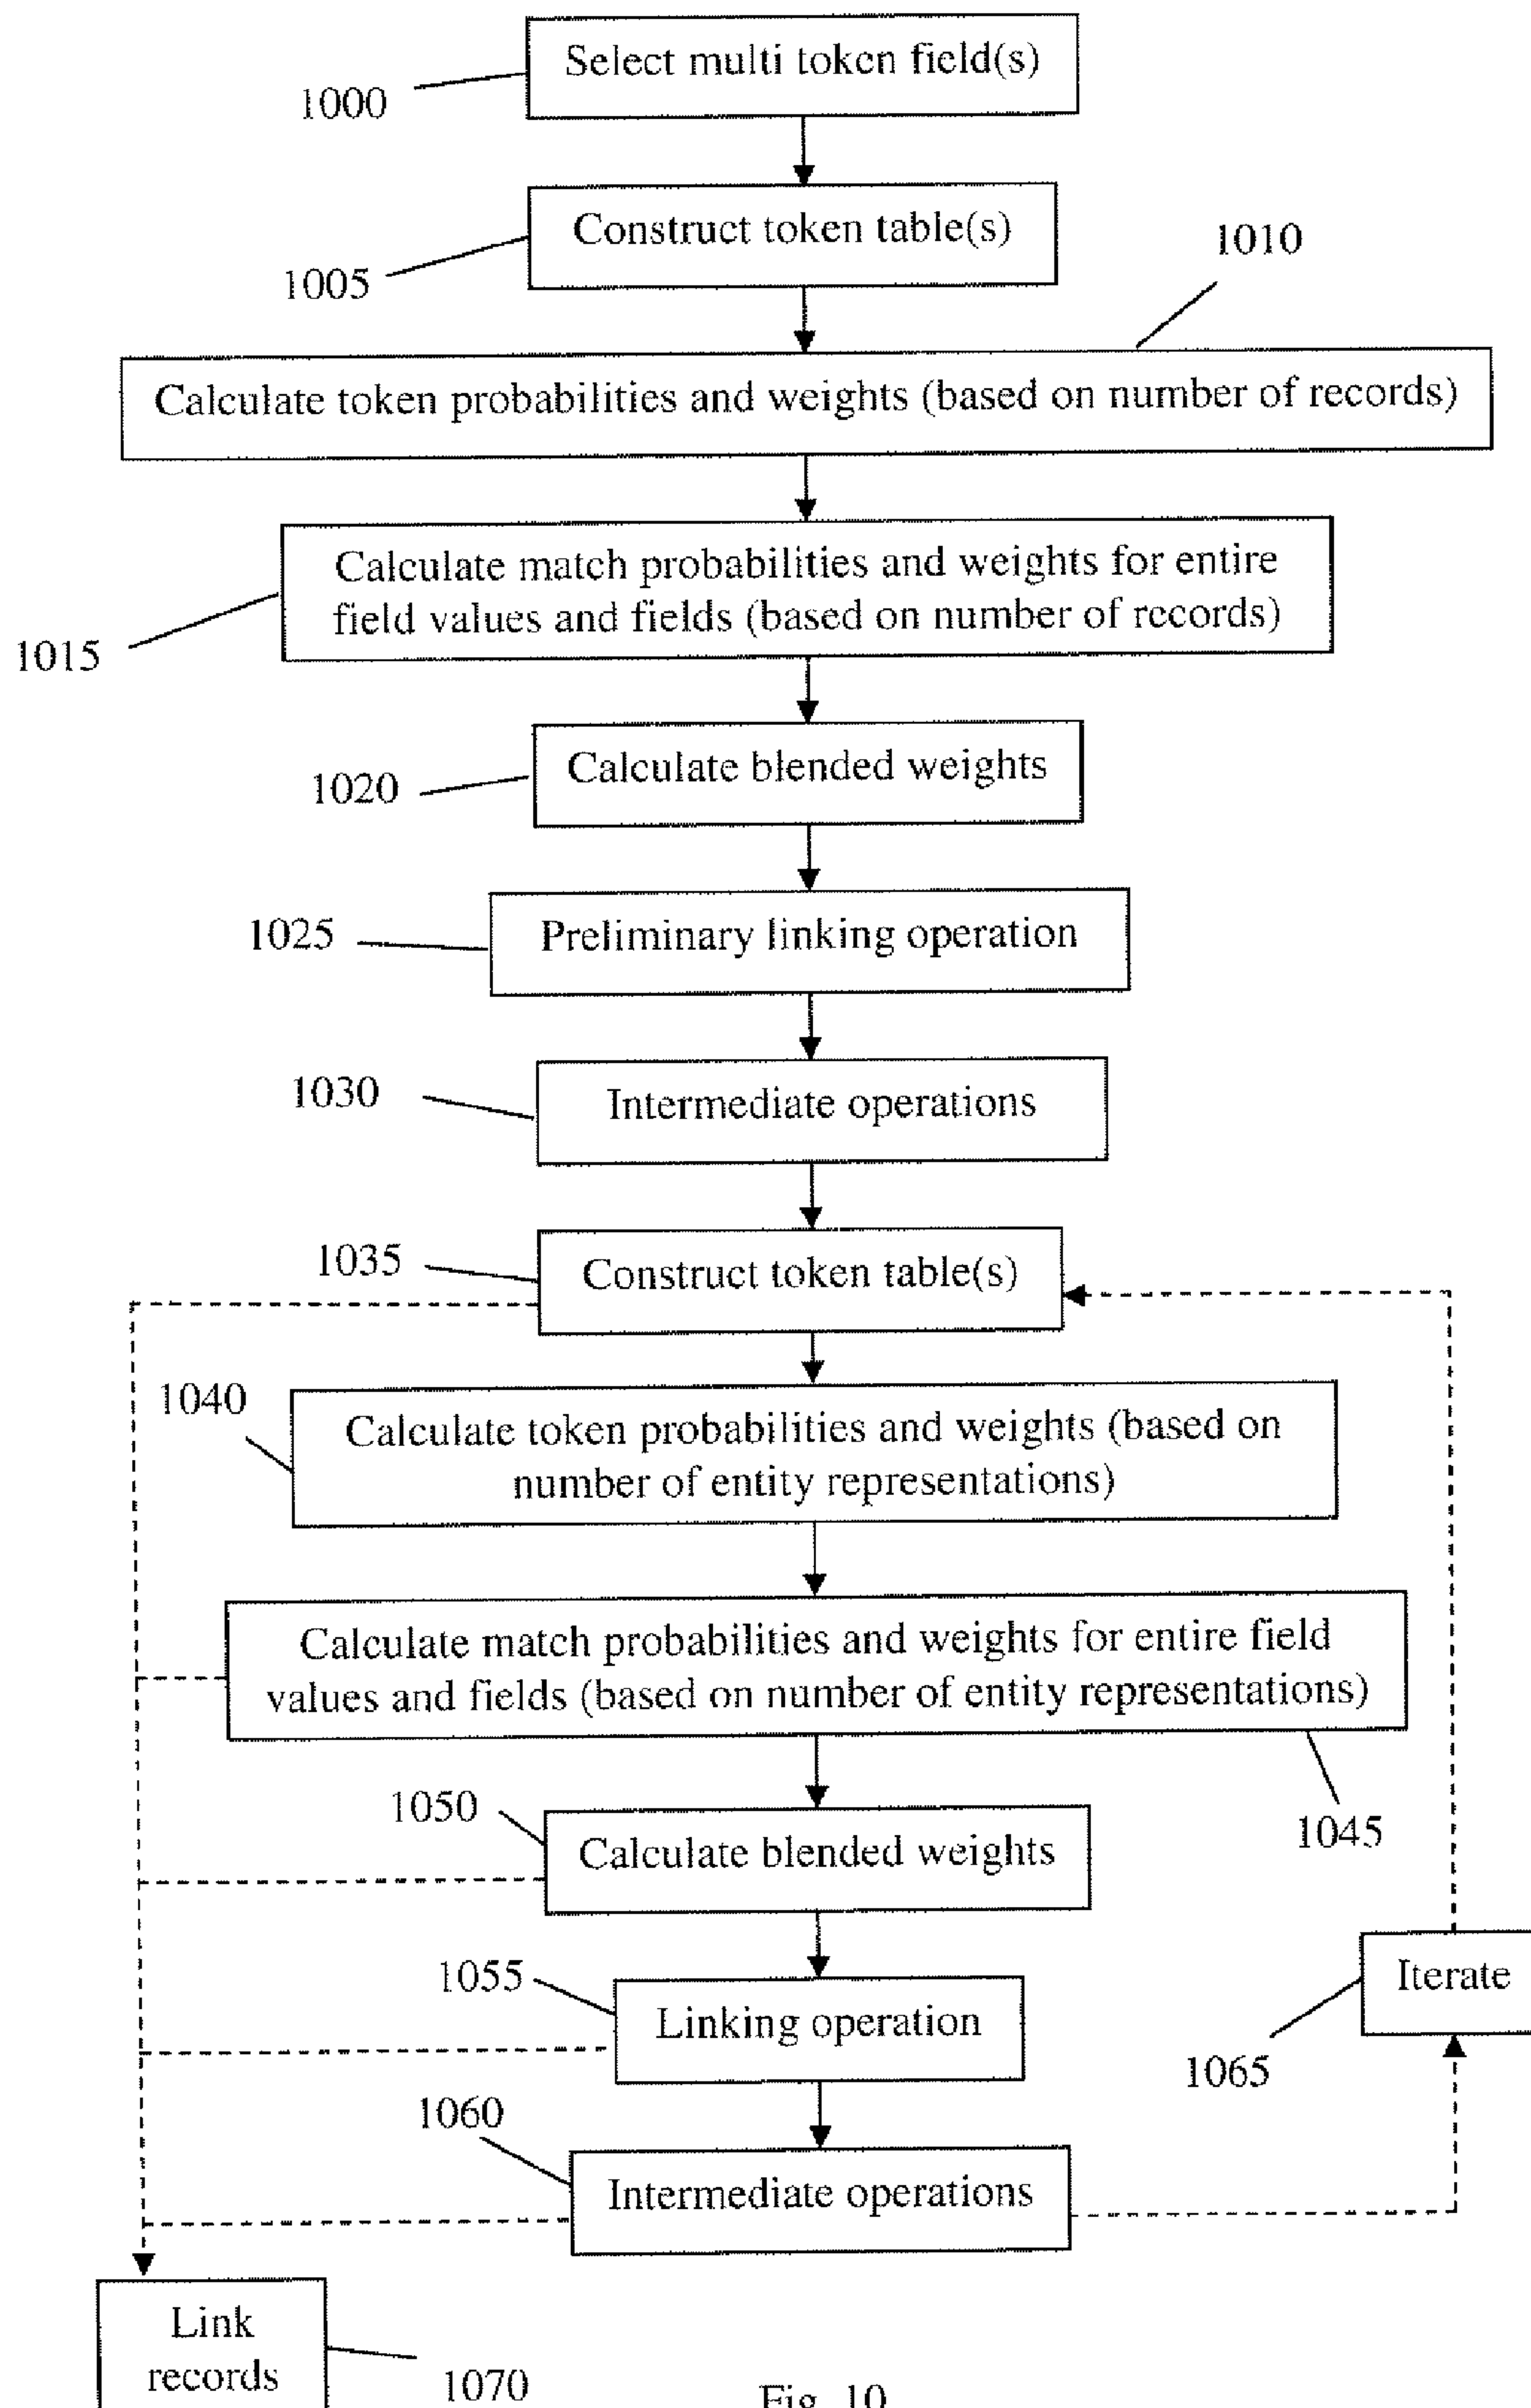 Select multi token field(s)
1000
Construct token table(s)
1005
1010
Calculate token probabilities and weights (based on number of records)
Calculate match probabilities and weights for entire
field values and fields (based on number of records)
1015
Calculate blended weights
1020
Preliminary linking operation
1025
Intermediate operations
1030
Construct token table(s)
1035
1040
Calculate token probabilities and weights (based on
number of entity representations)
Calculate match probabilities and weights for entire field
values and fields (based on number of entity representations)
1045
1050
Calculate blended weights
1055
Linking operation
Iterate
1065
1060
Intermediate operations
Link
records
1070
Fig. 10